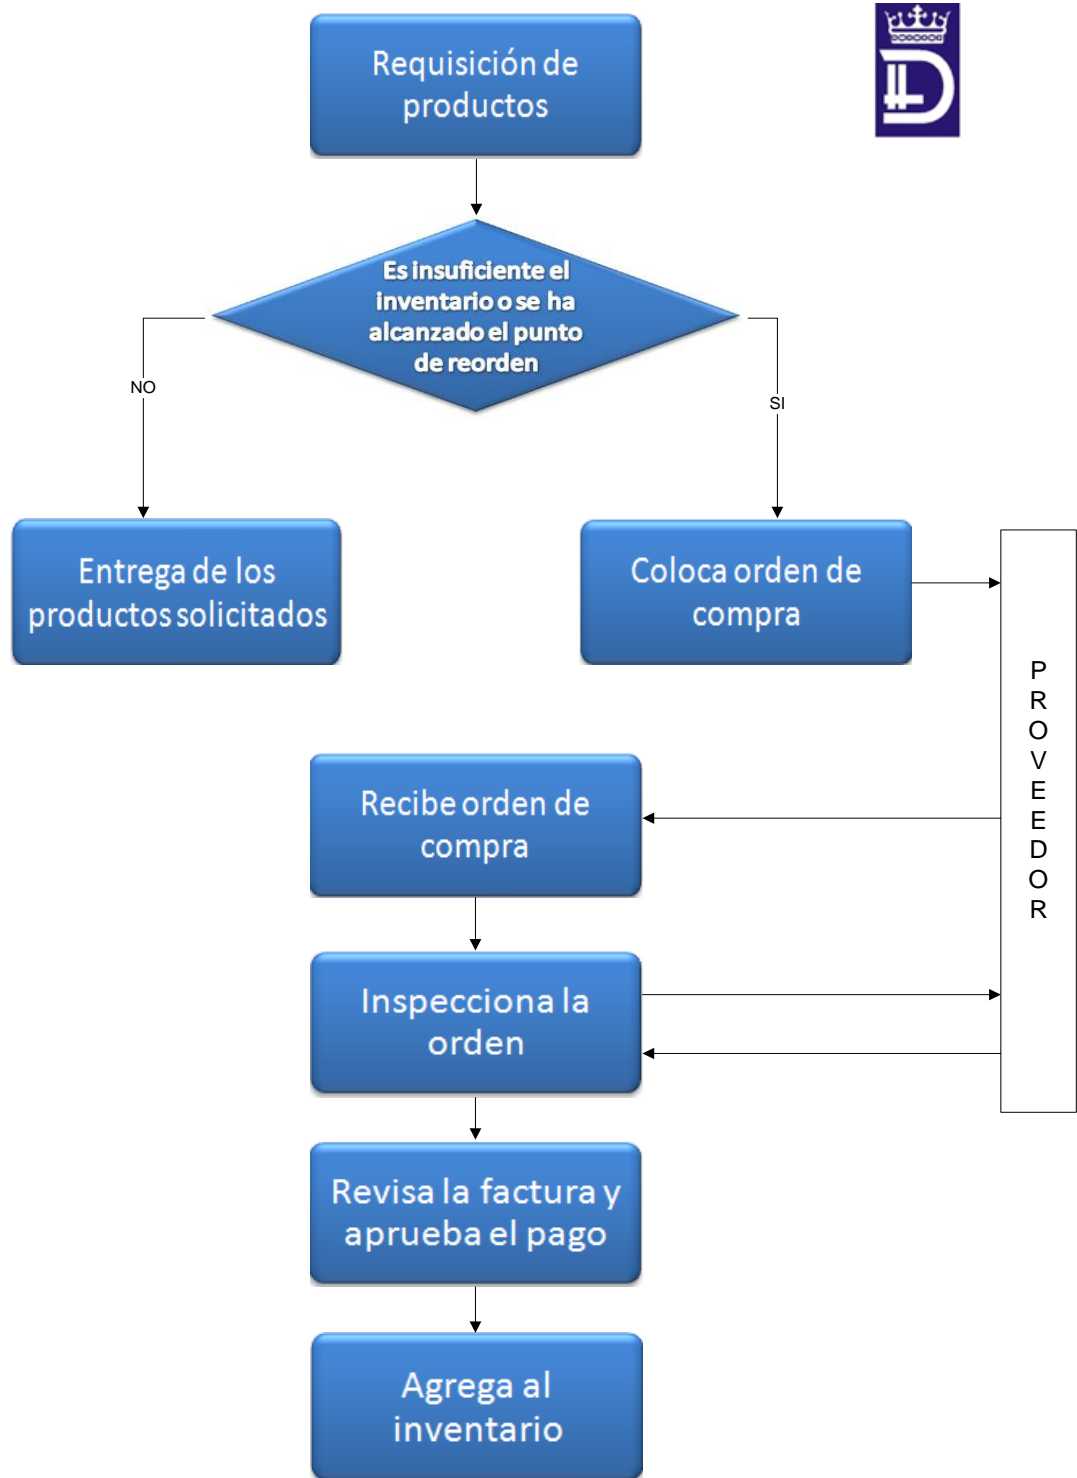 Requisición de
productos
Es insuficiente el
inventario o se ha
alcanzado el punto
de reorden
NO
SI
Entrega de los
productos solicitados
Coloca orden de
compra
PROVEEDOR
Recibe orden de
compra
Inspecciona la
orden
Revisa la factura y
aprueba el pago
Agrega al
inventario